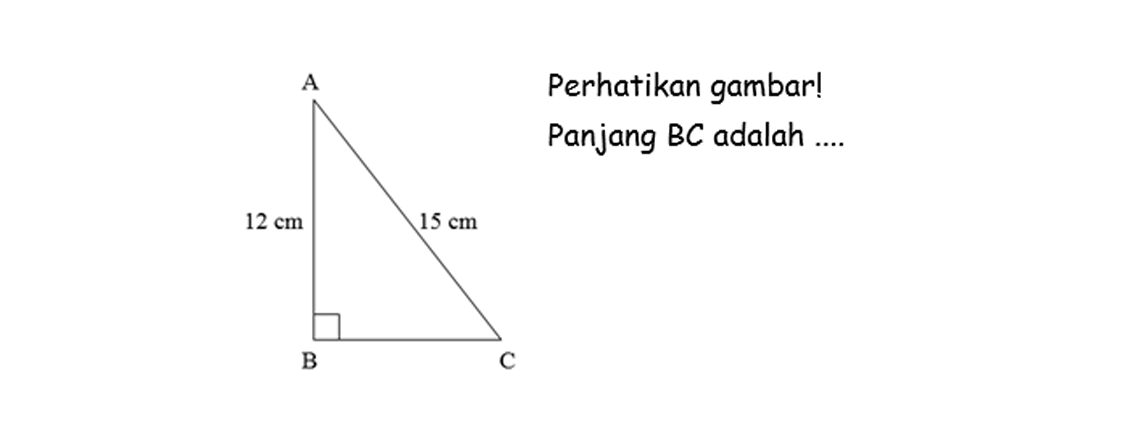 A
Perhatikan gambar!
Panjang BC adalah ....
12 cm
15 cm
B
C